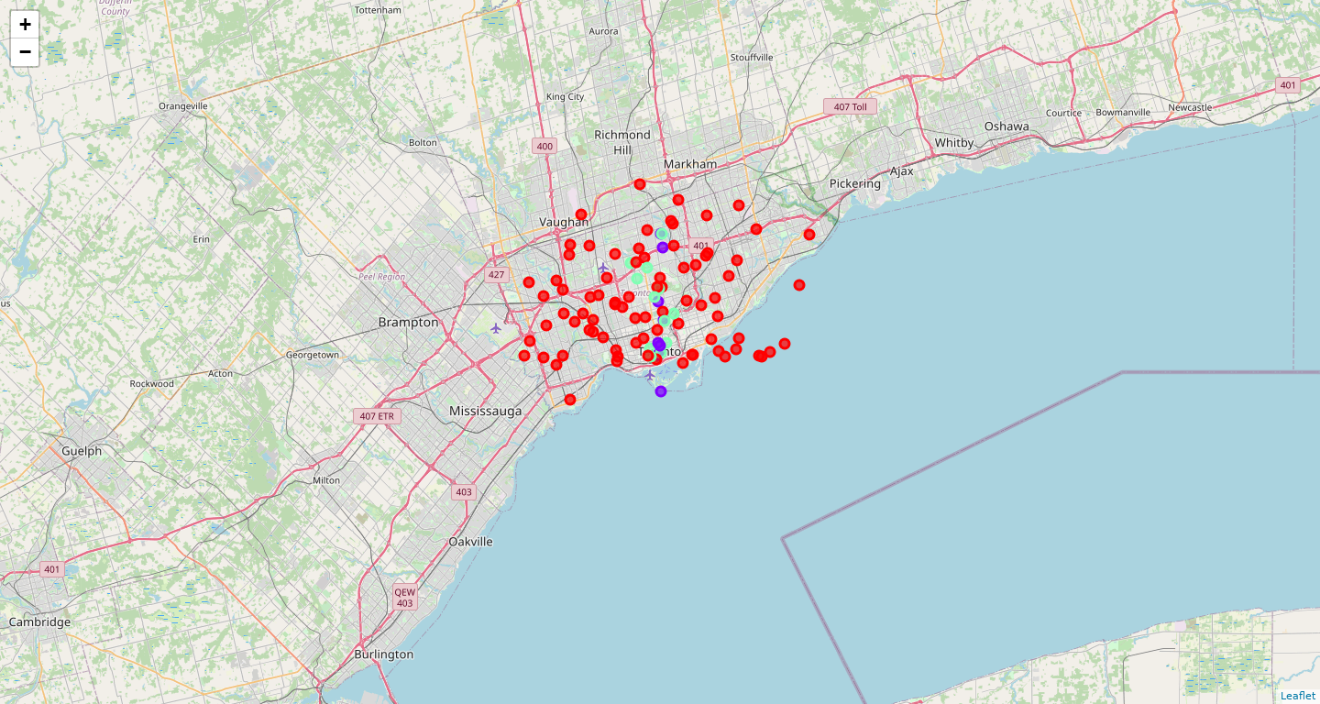 Dufferin
County
Tottenham
+
−
Aurora
Stouffville
King City
Orangeville
407 Toll
401
Newcastle
Courtice
Bowmanville
Oshawa
Richmond
Hill
Whitby
Bolton
400
Markham
Ajax
Pickering
Vaughan
Erin
401
Peel Region
427
Brampton
Georgetown
Acton
Rockwood
Mississauga
407 ETR
Guelph
Milton
403
Oakville
401
QEW
403
Cambridge
Burlington
Leaflet